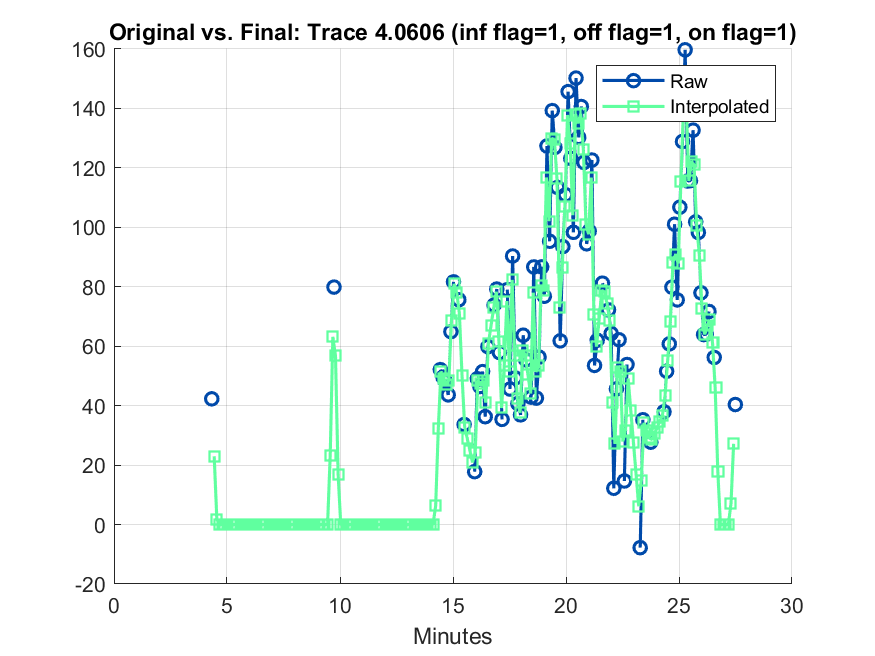 Original vs. Final: Trace 4.0606 (inf flag=1, off flag=1, on flag=1)
160
140
120
100
80
60
40
20
0
-20
Raw
Interpolated
0 5 10 15 20 25 30
Minutes